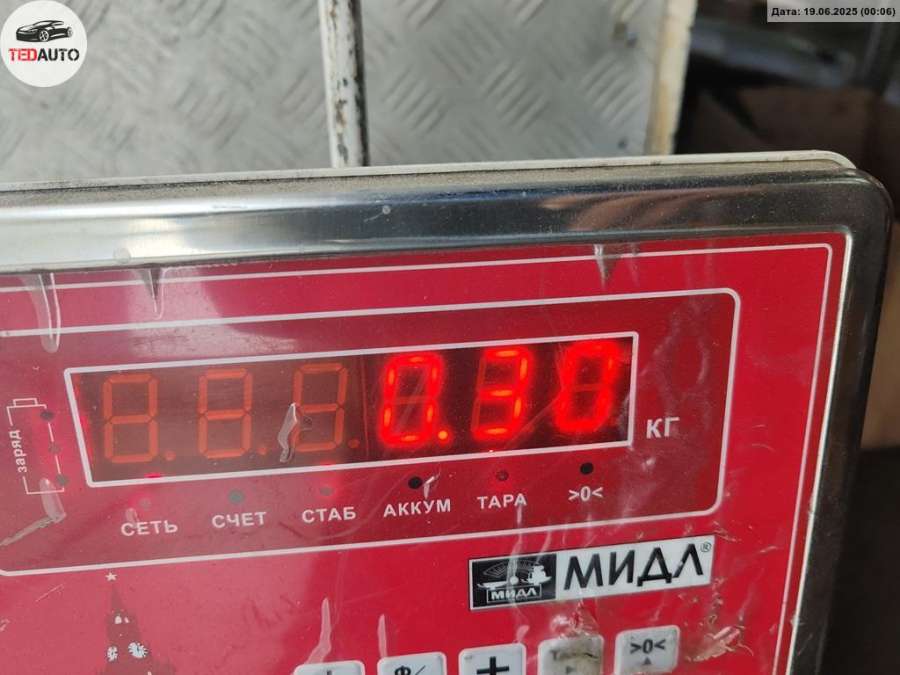 Дата: 19.06.2025 (00:06)
TEDAUTO
0.30
КГ
заряд
СЕТЬ
СЧЕТ
СТАБ
АККУМ
ТАРА
>0<
МИДЛ®
МИДЛ
>0<